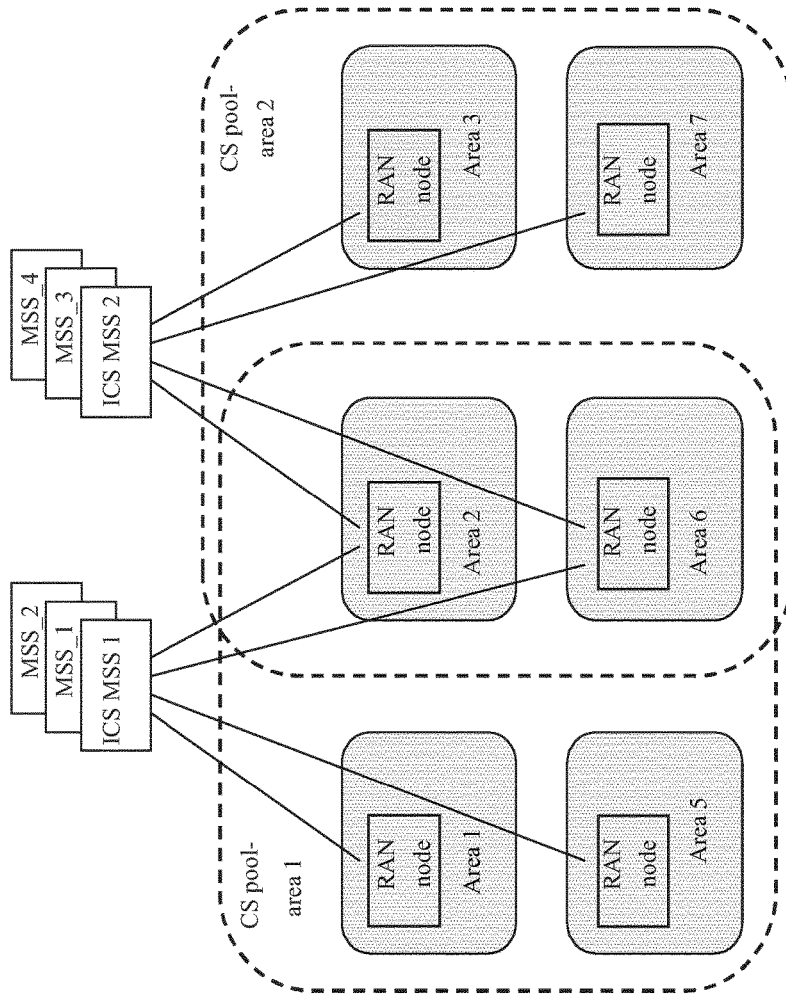 MSS_2
MSS_1
ICS MSS 1
MSS_4
MSS_3
ICS MSS 2
CS pool-
area 1
CS pool-
area 2
RAN
node
Area 1
RAN
node
Area 2
RAN
node
Area 3
RAN
node
Area 5
RAN
node
Area 6
RAN
node
Area 7